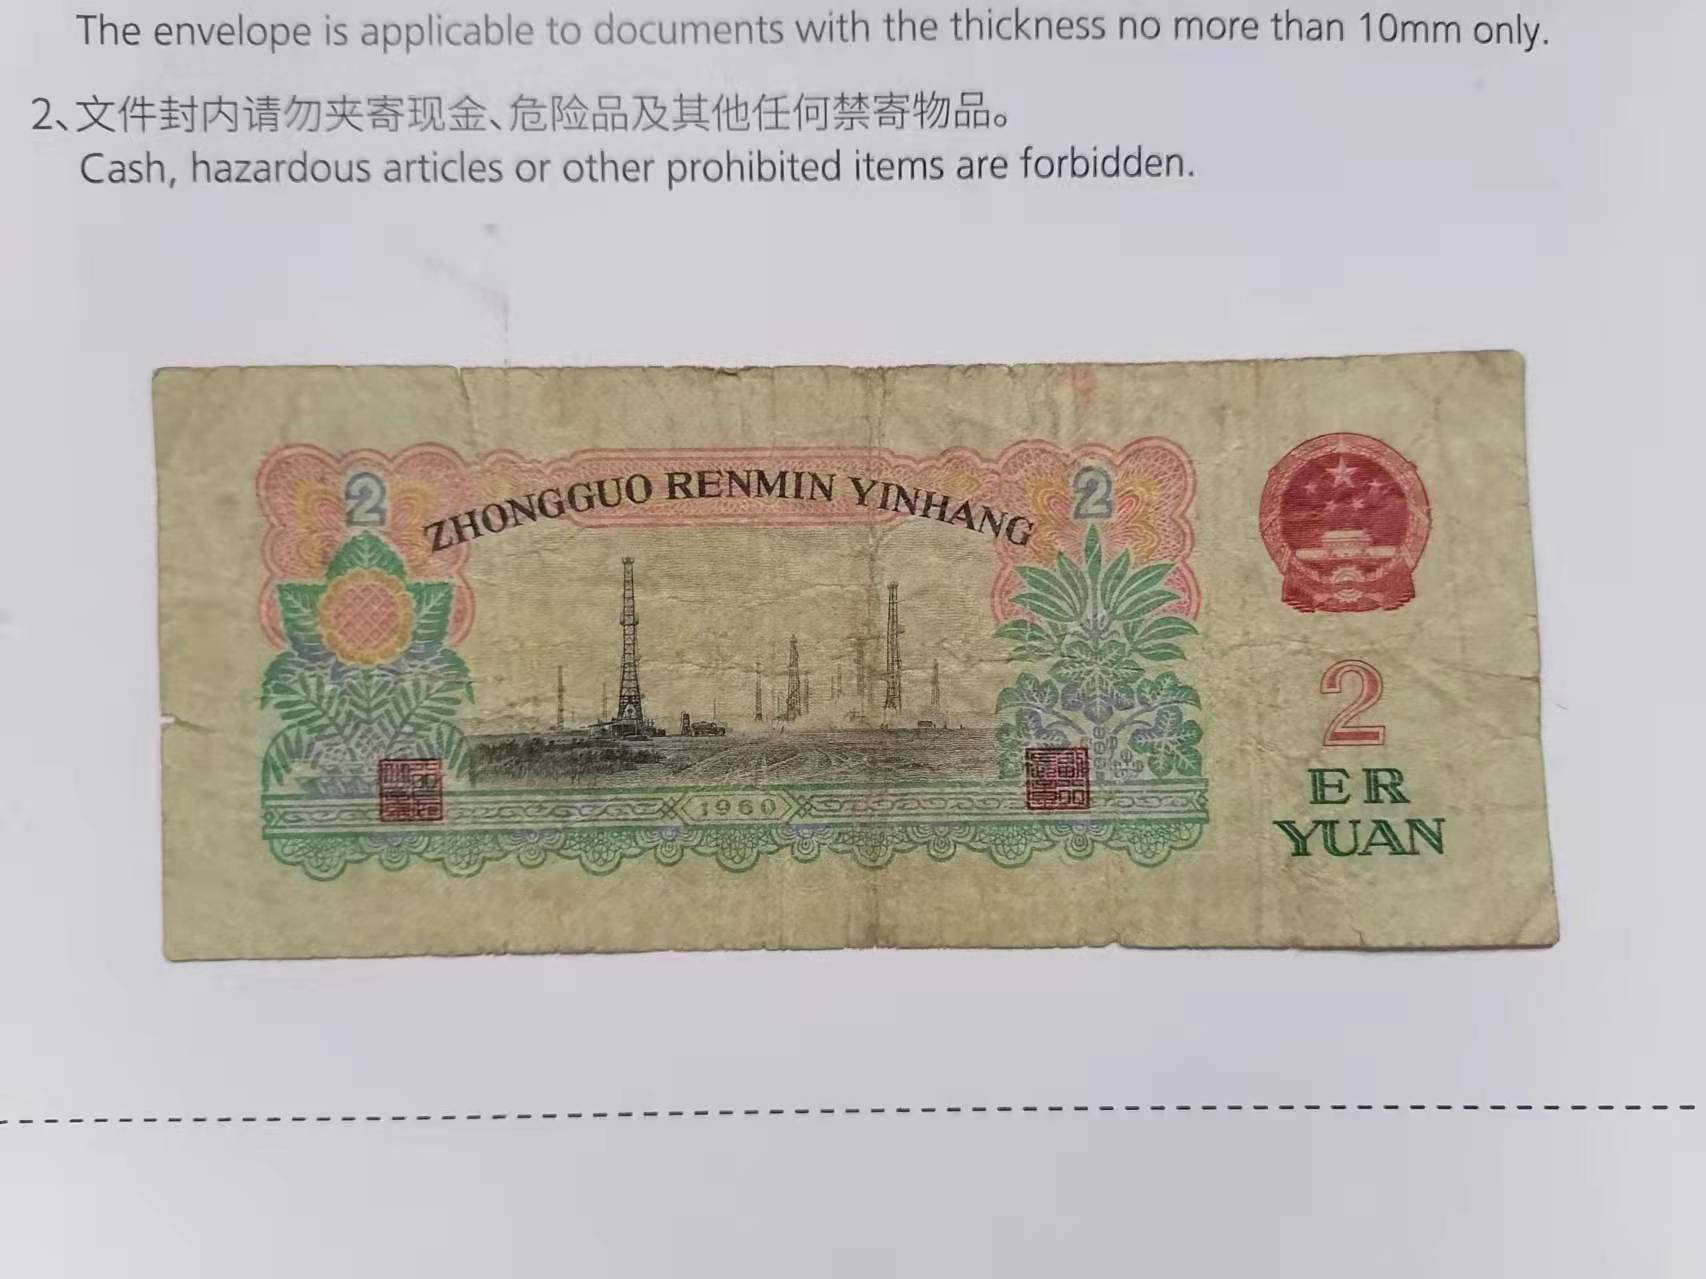 The envelope is applicable to documents with the thickness no more than 10mm only.
2、文件封内请勿夹寄现金、危险品及其他任何禁寄物品。
Cash, hazardous articles or other prohibited items are forbidden.
2
ZHONGGUO RENMIN YINHANG
2
2
ER
YUAN
1960